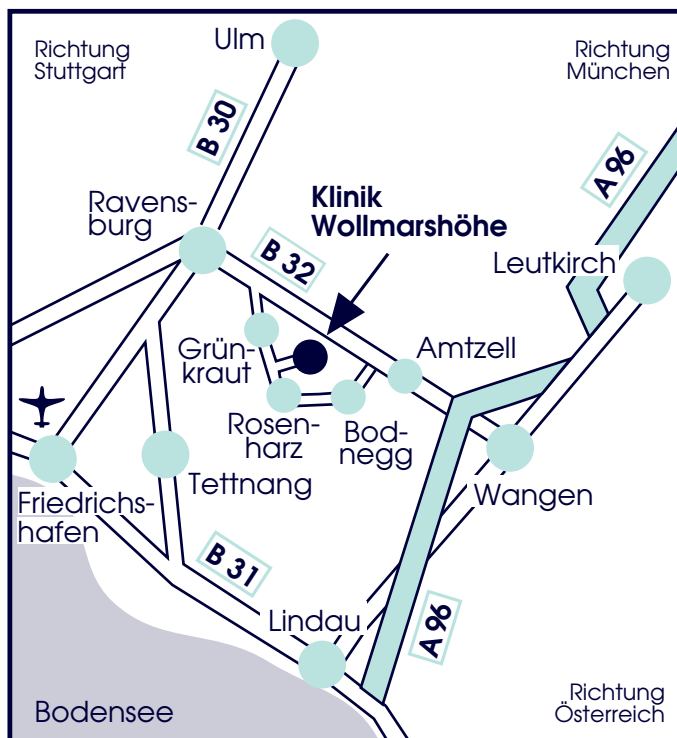 Ulm
Richtung
Stuttgart
Richtung
München
B 30
A 96
Klinik
Wollmarshöhe
Ravens-
burg
B 32
Leutkirch
Grün-
kraut
Amtzell
Rosen-
harz
Bod-
negg
Tettnang
Wangen
Friedrichs-
hafen
B 31
Lindau
A 96
Bodensee
Richtung
Österreich